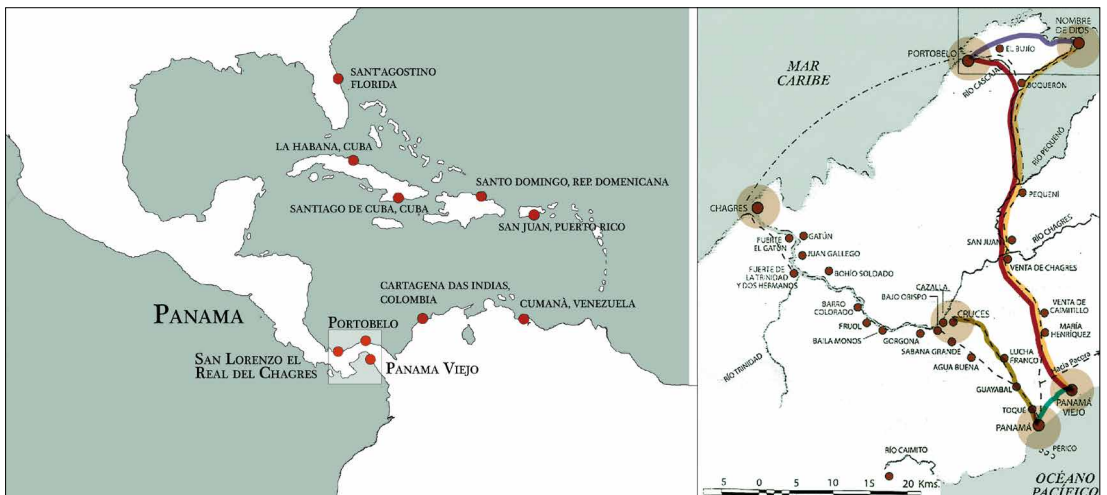 SANT'AGOSTINO
FLORIDA
LA HABANA, CUBA
SANTO DOMINGO, REP. DOMENICANA
SANTIAGO DE CUBA, CUBA
SAN JUAN, PUERTO RICO
CARTAGENA DAS INDIAS,
COLOMBIA
CUMANÀ, VENEZUELA
PANAMA
PORTOBELO
SAN LORENZO EL
REAL DEL CHAGRES
PANAMA VIEJO
MAR
CARIBE
NOMBRE
DE DIOS
PORTOBELO
EL BUJÍO
RÍO CASCAJAL
BOQUERÓN
RÍO PEQUENÍ
PEQUENÍ
CHAGRES
RÍO CHAGRES
SAN JUAN
VENTA DE CHAGRES
FUERTE
EL GATÚN
GATÚN
JUAN GALLEGO
FUERTE DE
LA TRINIDAD
Y DOS HERMANOS
BOHÍO SOLDADO
CAZALLA
BAJO OBISPO
BARRO
COLORADO
CRUCES
VENTA DE
CAIMITILLO
FRIJOL
BAILA MONOS
GORGONA
MARÍA
HENRÍQUEZ
SABANA GRANDE
LUCHA
FRANCO
AGUA BUENA
RÍO TRINIDAD
Hacia Pacora
GUAYABAL
PANAMÁ
VIEJO
TOQUE
PANAMÁ
PERICO
RÍO CAIMITO
OCÉANO
PACÍFICO
5 0 5 10 15 20 Kms.